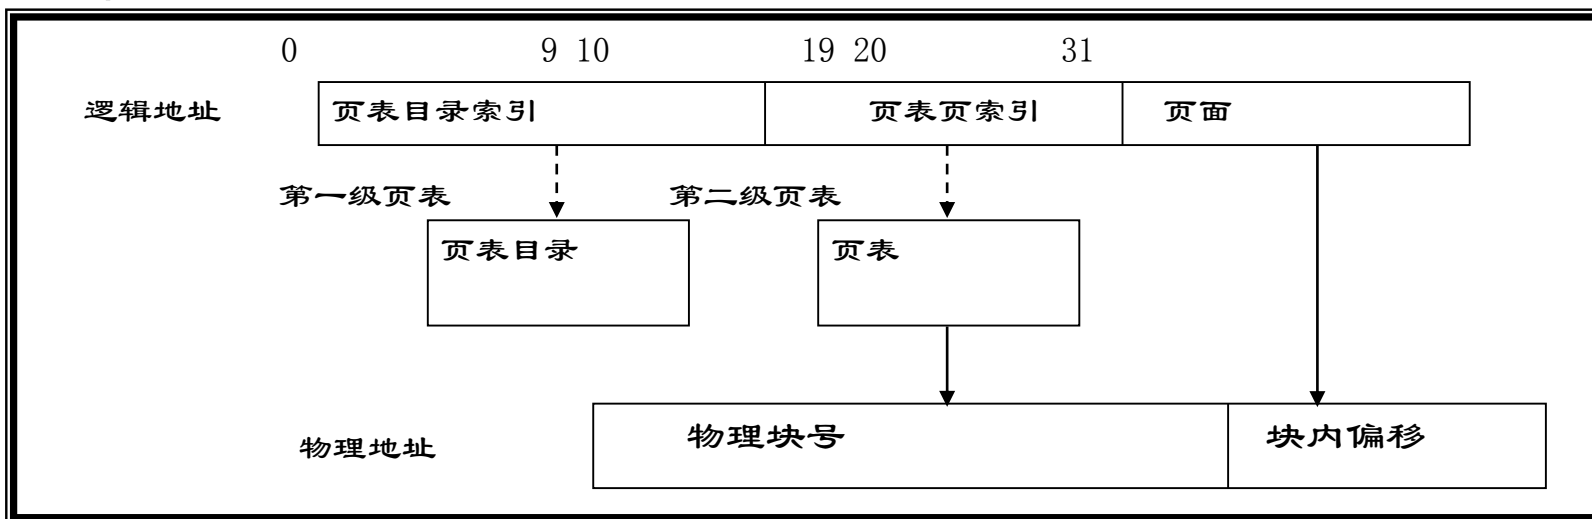 0 9 10 19 20 31
逻辑地址 页表目录索引 页表页索引 页面
第一级页表 第二级页表
页表目录 页表
物理地址 物理块号 块内偏移